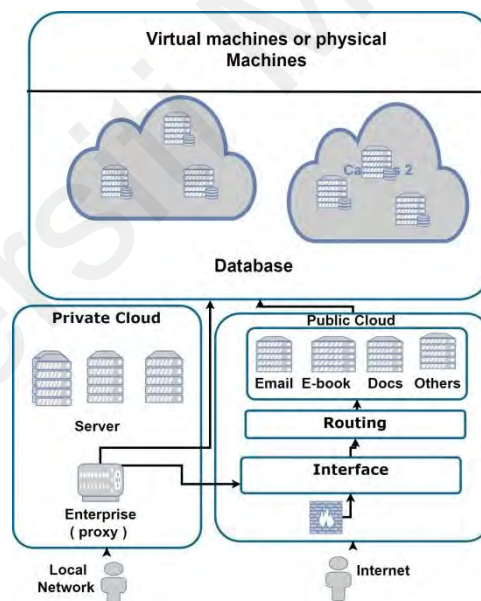 Virtual machines or physical
Machines
2
Database
Private Cloud
Public Cloud
Email E-book Docs Others
Server
Routing
Interface
Enterprise
( proxy )
Local
Network
Internet